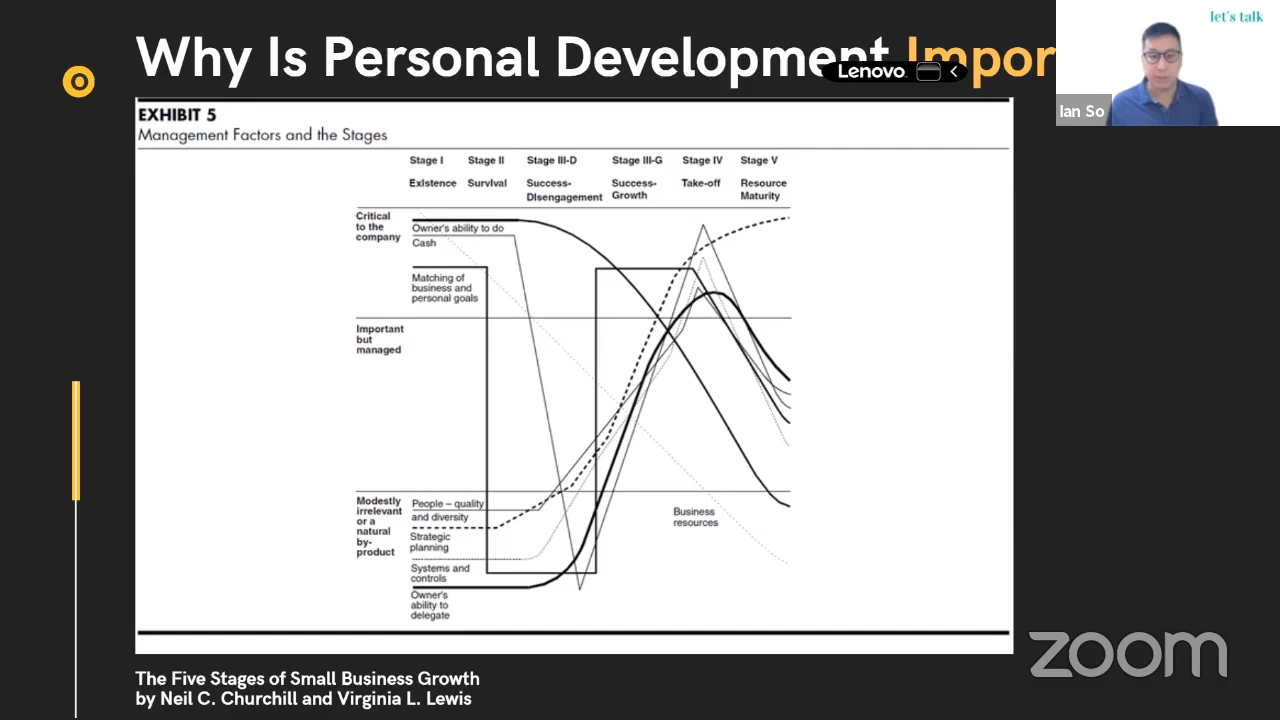 let's talk
Why Is Personal Development Impor
Lenovo
Ian So
EXHIBIT 5
Management Factors and the Stages
Stage I
Existence
Stage II
Survival
Stage III-D
Success-
Disengagement
Stage III-G
Success-
Growth
Stage IV
Take-off
Stage V
Resource
Maturity
Critical
to the
company
Owner's ability to do
Cash
Matching of
business and
personal goals
Important
but
managed
Modestly
irrelevant
or a
natural
by-
product
People – quality
and diversity
Strategic
planning
Systems and
controls
Owner's
ability to
delegate
Business
resources
The Five Stages of Small Business Growth
by Neil C. Churchill and Virginia L. Lewis
zoom